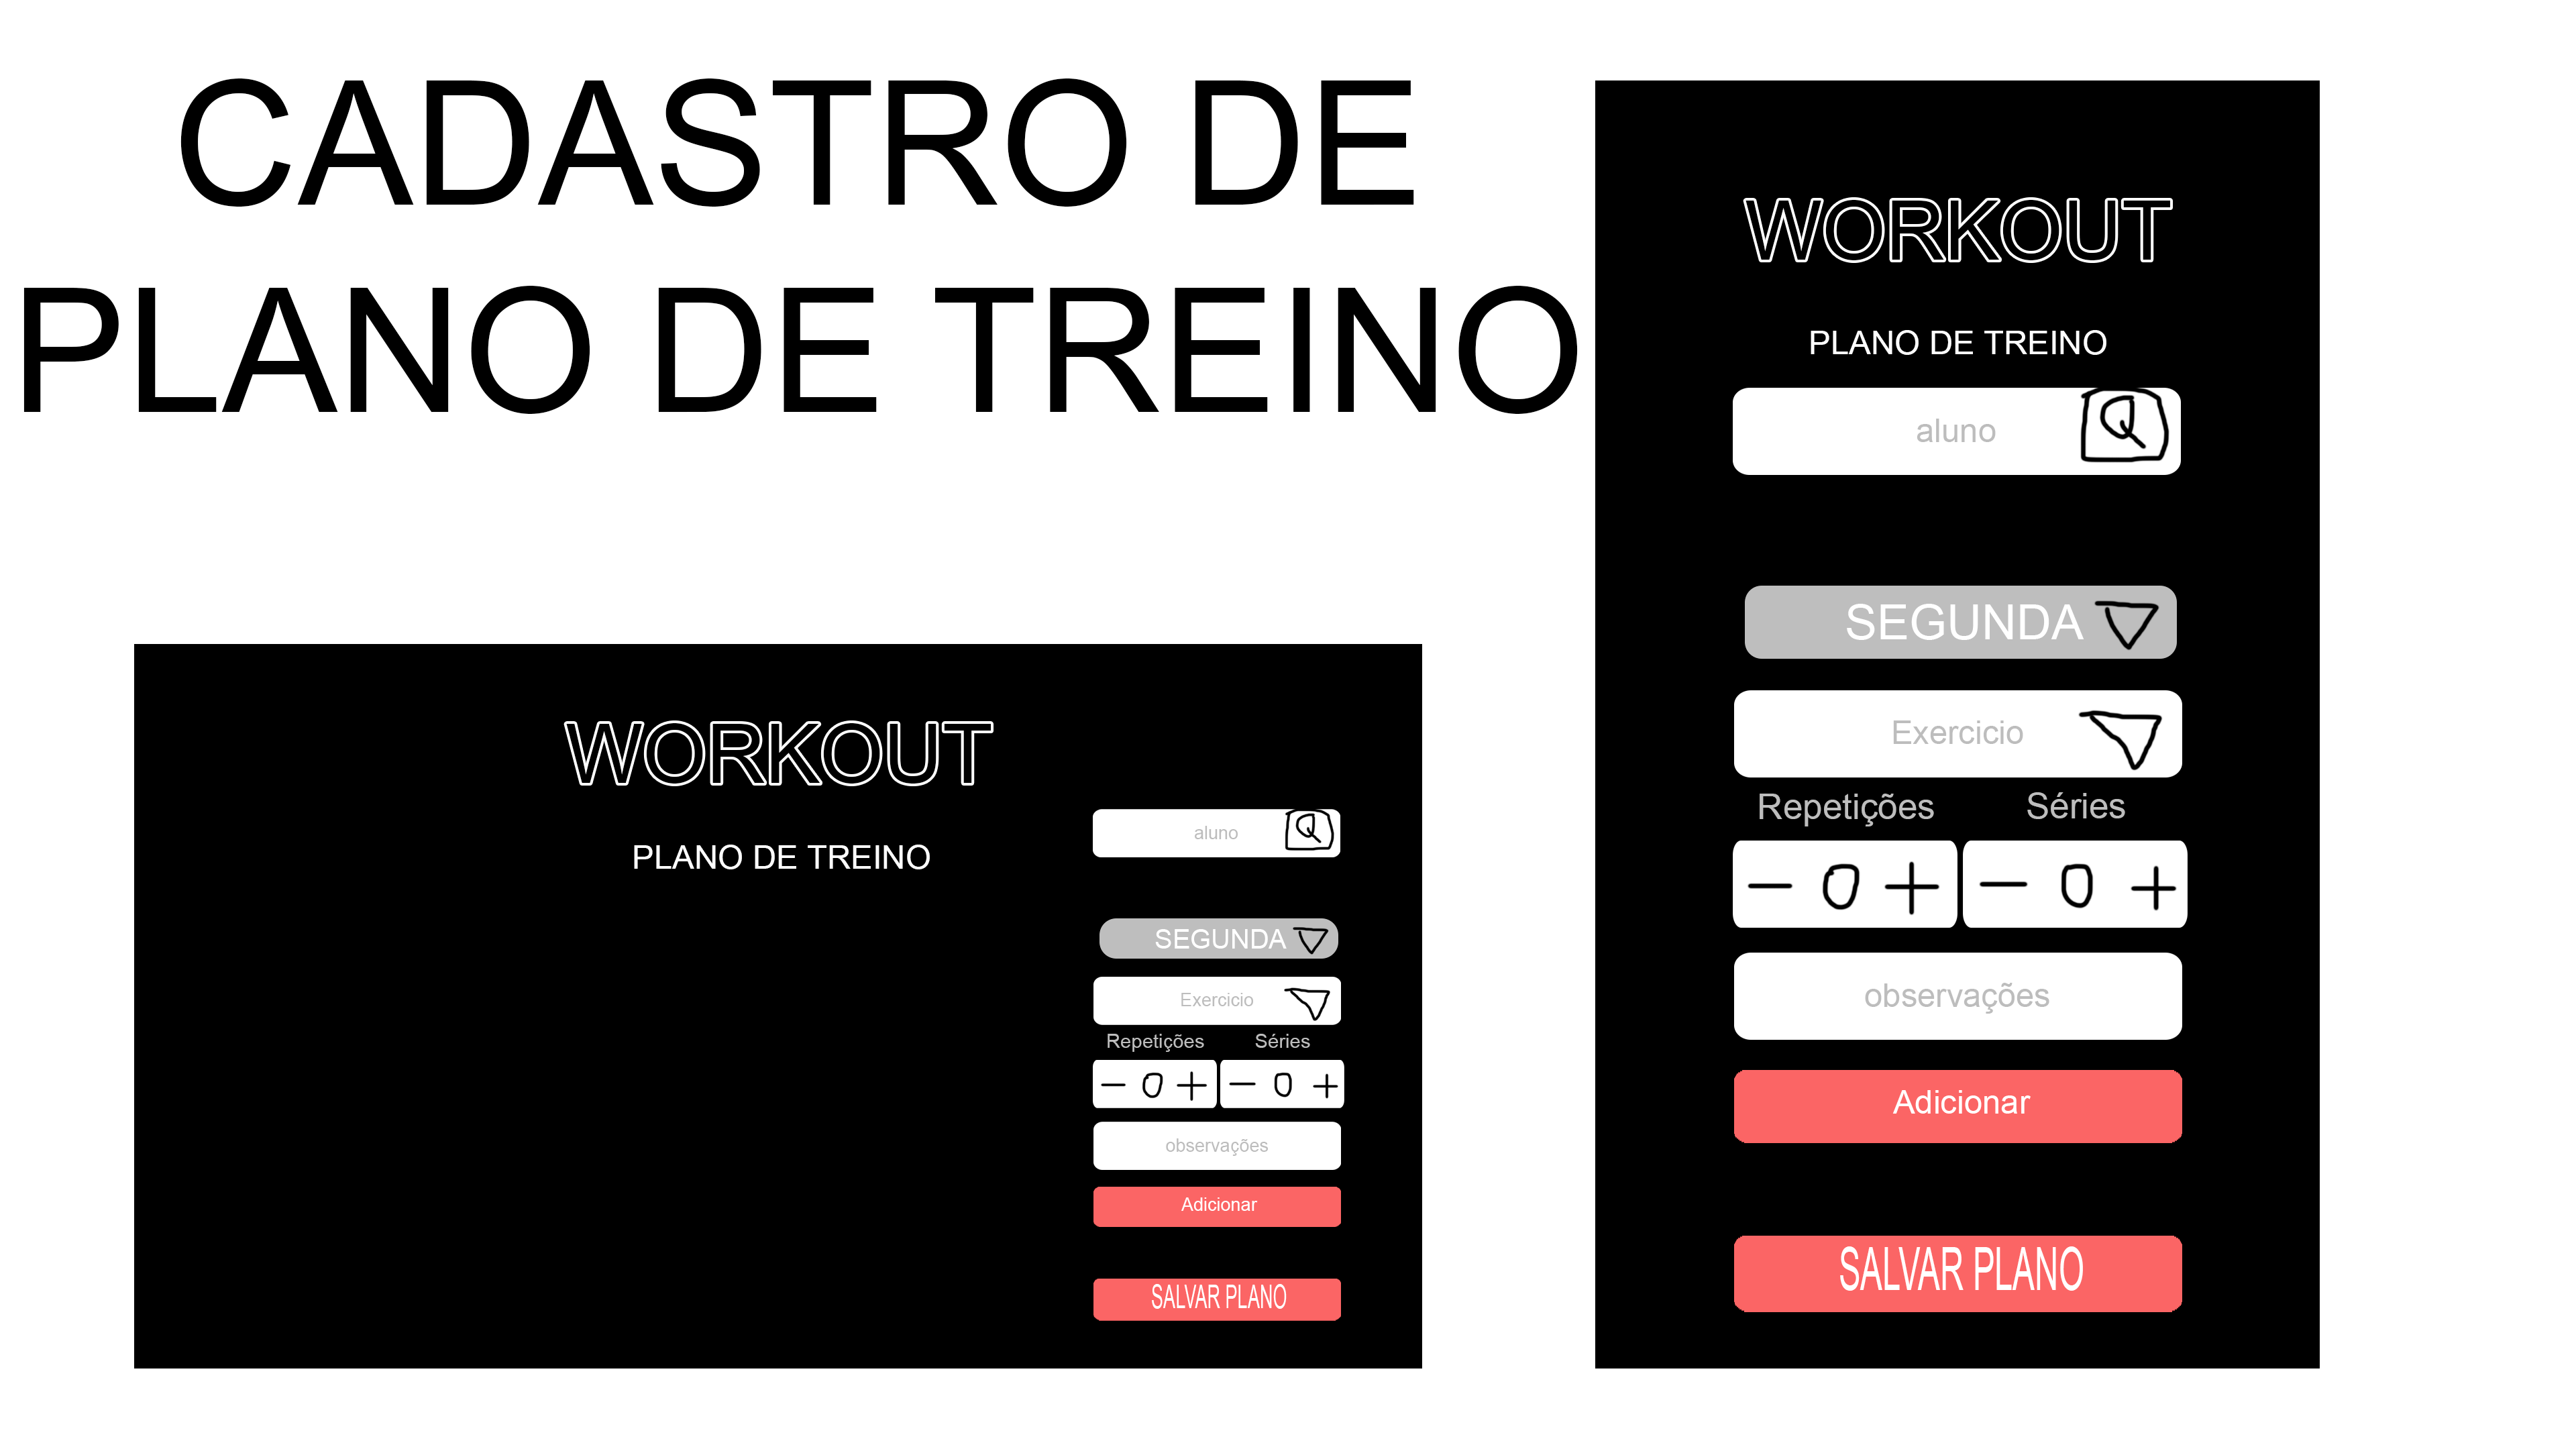 CADASTRO DE
PLANO DE TREINO
WORKOUT
PLANO DE TREINO
aluno
SEGUNDA
Exercicio
Repetições Séries
− 0 + − 0 +
observações
Adicionar
SALVAR PLANO
WORKOUT
PLANO DE TREINO
aluno
SEGUNDA
Exercicio
Repetições Séries
− 0 + − 0 +
observações
Adicionar
SALVAR PLANO